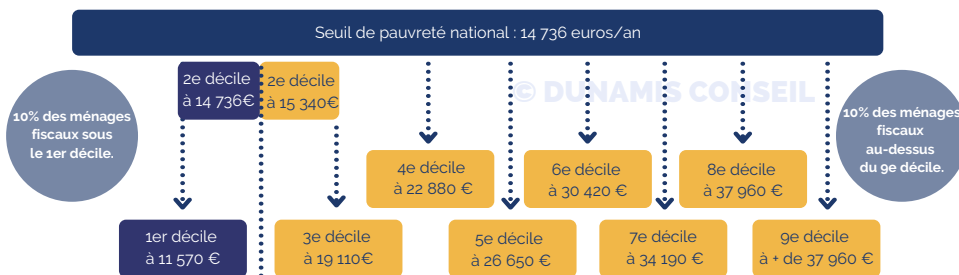 Seuil de pauvreté national : 14 736 euros/an
10% des ménages
fiscaux sous
le 1er décile.
2e décile
à 14 736€
2e décile
à 15 340€
© DUNAMIS CONSEIL
10% des ménages
fiscaux
au-dessus
du 9e décile.
4e décile
à 22 880 €
6e décile
à 30 420 €
8e décile
à 37 960 €
1er décile
à 11 570 €
3e décile
à 19 110€
5e décile
à 26 650 €
7e décile
à 34 190 €
9e décile
à + de 37 960 €